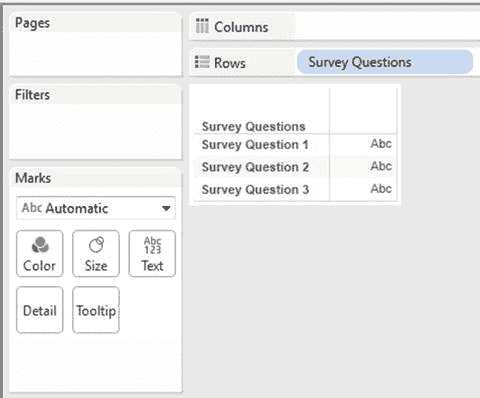 Pages
Columns
Rows
Survey Questions
Filters
Survey Questions
Survey Question 1 Abc
Survey Question 2 Abc
Survey Question 3 Abc
Marks
Abc Automatic
Color
Size
Abc
123
Text
Detail
Tooltip